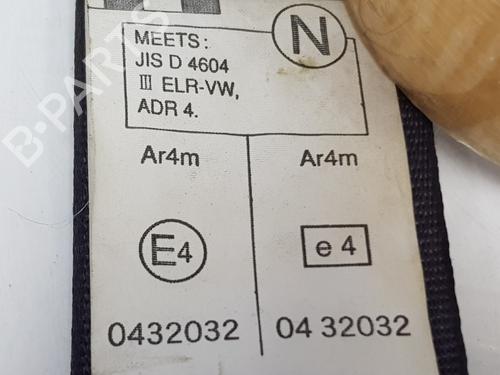 MEETS:
JIS D 4604
III ELR-VW,
ADR 4.
N
Ar4m
Ar4m
E4
e 4
0432032
04 32032
B-PARTS